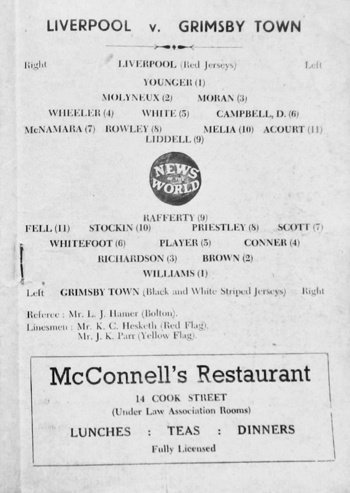 LIVERPOOL v. GRIMSBY TOWN
Right LIVERPOOL (Red Jerseys) Left
YOUNGER (1)
MOLYNEUX (2) MORAN (3)
WHEELER (4) WHITE (5) CAMPBELL, D. (6)
McNAMARA (7) ROWLEY (8) MELIA (10) ACOURT (11)
LIDDELL (9)
NEWS
OF THE
WORLD
RAFFERTY (9)
FELL (11) STOCKIN (10) PRIESTLEY (8) SCOTT (7)
WHITEFOOT (6) PLAYER (5) CONNER (4)
RICHARDSON (3) BROWN (2)
WILLIAMS (1)
Left GRIMSBY TOWN (Black and White Striped Jerseys) Right
Referee : Mr. L. J. Hamer (Bolton).
Linesmen : Mr. K. C. Hesketh (Red Flag).
Mr. J. K. Parr (Yellow Flag).
McConnell's Restaurant
14 COOK STREET
(Under Law Association Rooms)
LUNCHES : TEAS : DINNERS
Fully Licensed